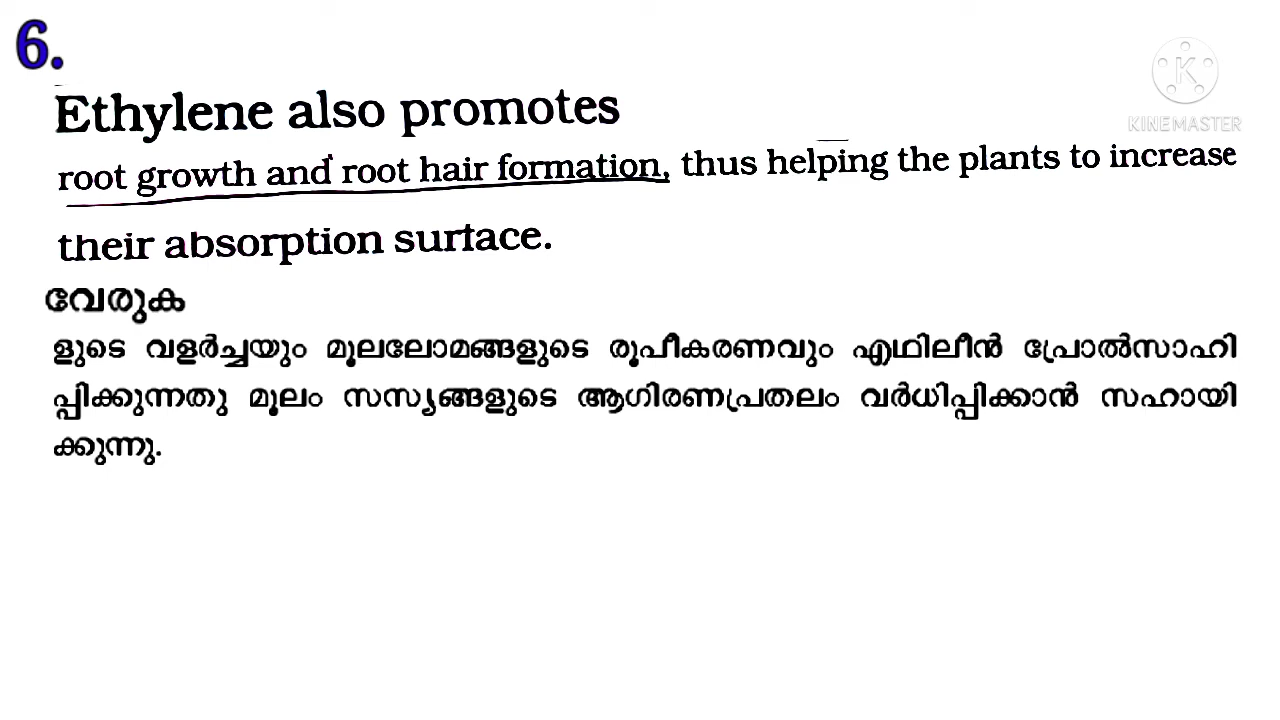 6.
KINEMASTER
Ethylene also promotes
root growth and root hair formation, thus helping the plants to increase
their absorption surface.
വേരുക
ളുടെ വളർച്ചയും മൂലലോമങ്ങളുടെ രൂപീകരണവും എഥിലീൻ പ്രോൽസാഹി
പ്പിക്കുന്നതു മൂലം സസ്യങ്ങളുടെ ആഗിരണപ്രതലം വർധിപ്പിക്കാൻ സഹായി
ക്കുന്നു.